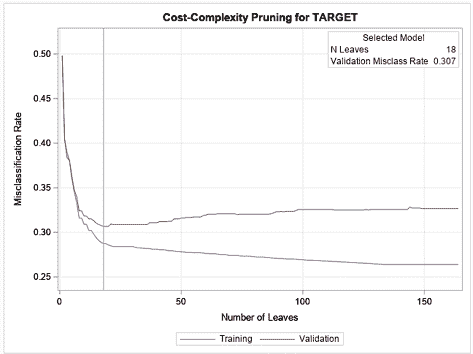 Cost-Complexity Pruning for TARGET
Selected Model
N Leaves 18
Validation Misclass Rate 0.307
Misclassification Rate
0.50
0.45
0.40
0.35
0.30
0.25
0 50 100 150
Number of Leaves
Training Validation